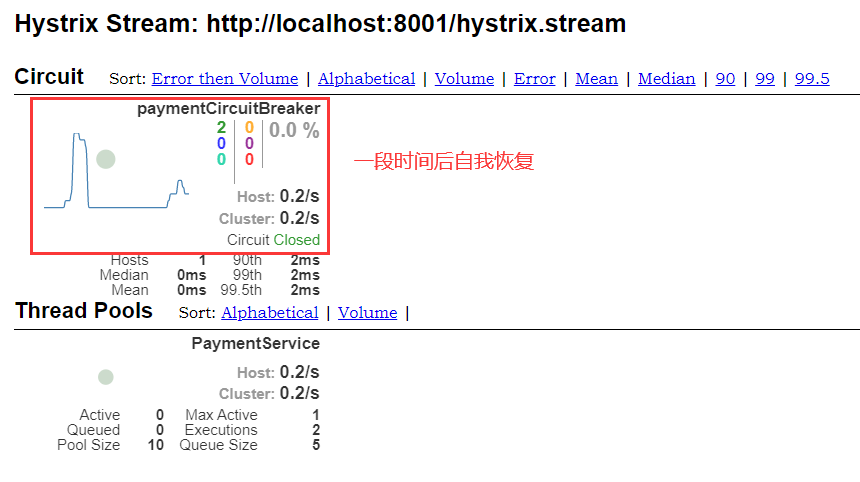 Hystrix Stream: http://localhost:8001/hystrix.stream
Circuit Sort: Error then Volume | Alphabetical | Volume | Error | Mean | Median | 90 | 99 | 99.5
paymentCircuitBreaker
2 0 0.0 %
0 0
0 0
一段时间后自我恢复
Host: 0.2/s
Cluster: 0.2/s
Circuit Closed
Hosts 1 90th 2ms
Median 0ms 99th 2ms
Mean 0ms 99.5th 2ms
Thread Pools Sort: Alphabetical | Volume |
PaymentService
Host: 0.2/s
Cluster: 0.2/s
Active 0 Max Active 1
Queued 0 Executions 2
Pool Size 10 Queue Size 5